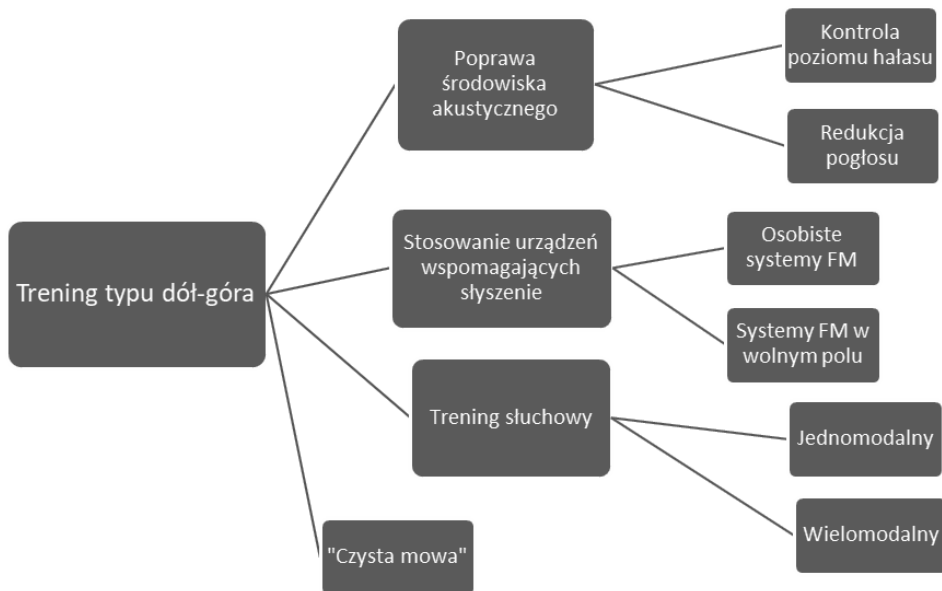 Trening typu dół-góra
Poprawa
środowiska
akustycznego
Kontrola
poziomu hałasu
Redukcja
pogłosu
Stosowanie urządzeń
wspomagających
słyszenie
Osobiste
systemy FM
Systemy FM w
wolnym polu
Trening słuchowy
Jednomodalny
Wielomodalny
"Czysta mowa"